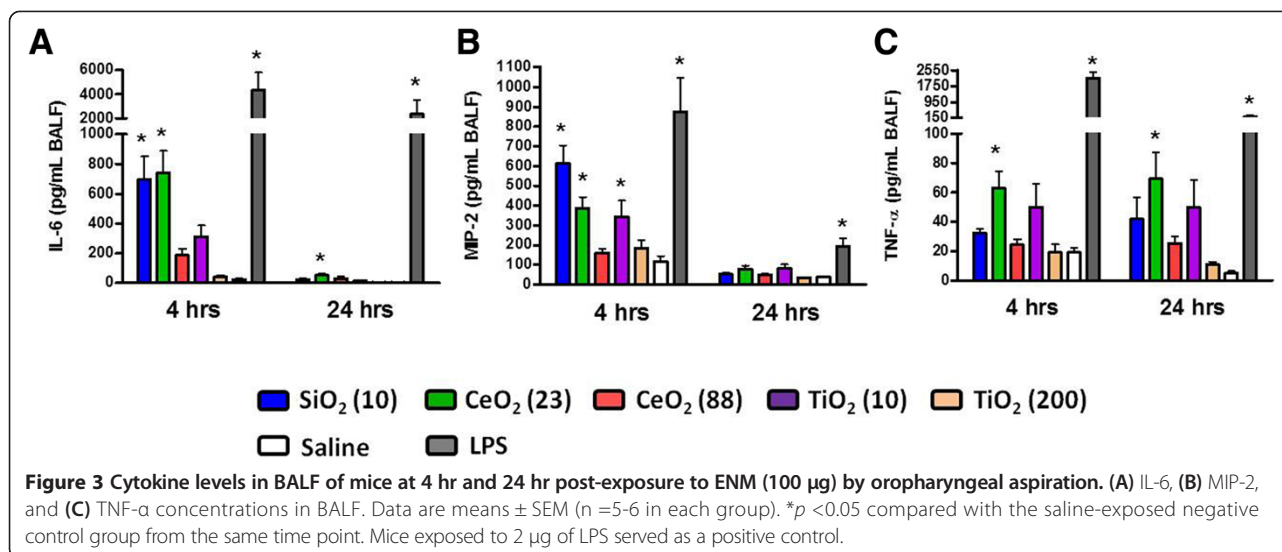 A
B
C
IL-6 (pg/mL BALF)
6000
4000
2000
1000
800
600
400
200
0
* * * * *
4 hrs 24 hrs
MIP-2 (pg/mL BALF)
1100
1000
900
800
700
600
500
400
300
200
100
0
* * * * *
4 hrs 24 hrs
TNF-α (pg/mL BALF)
2550
1750
950
150
100
80
60
40
20
0
* * * *
4 hrs 24 hrs
SiO₂ (10) CeO₂ (23) CeO₂ (88) TiO₂ (10) TiO₂ (200)
Saline LPS
Figure 3 Cytokine levels in BALF of mice at 4 hr and 24 hr post-exposure to ENM (100 μg) by oropharyngeal aspiration. (A) IL-6, (B) MIP-2,
and (C) TNF-α concentrations in BALF. Data are means ± SEM (n =5-6 in each group). *p <0.05 compared with the saline-exposed negative
control group from the same time point. Mice exposed to 2 μg of LPS served as a positive control.